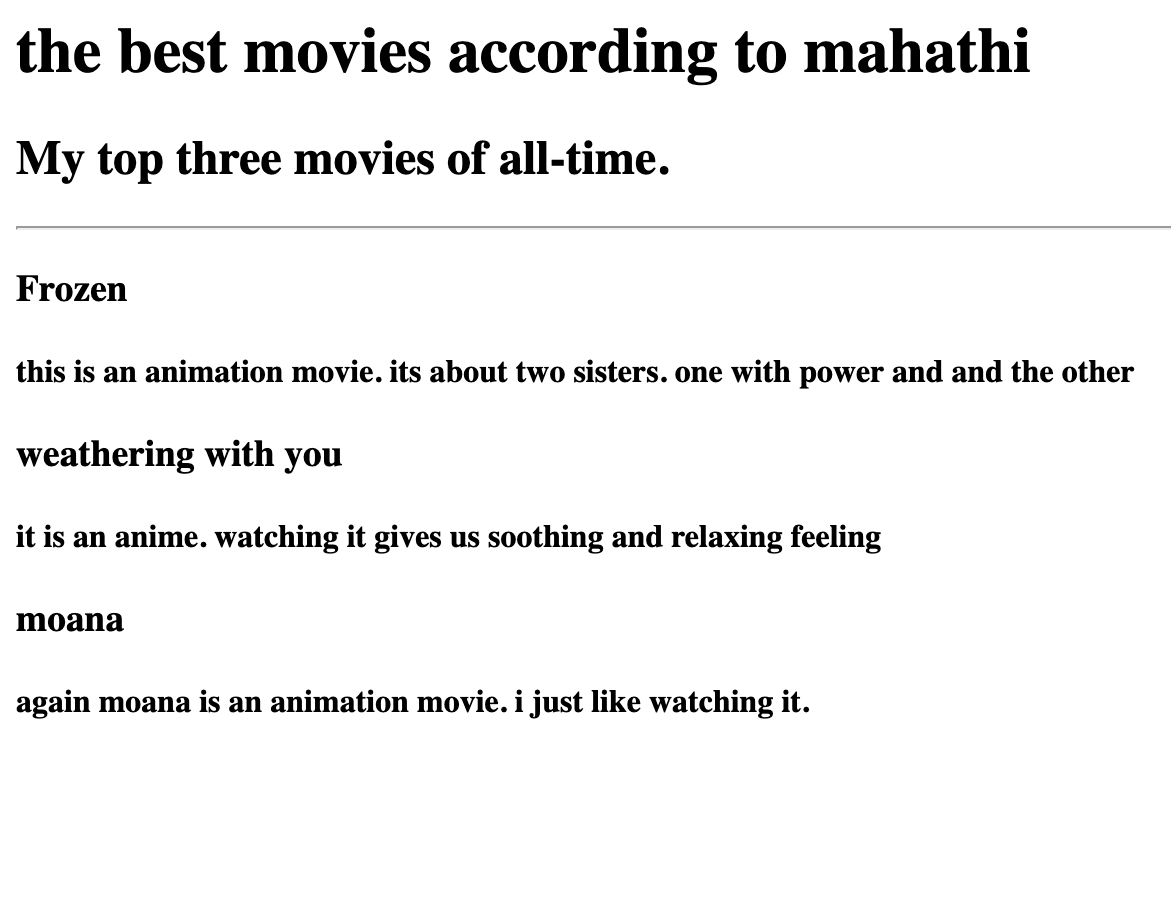 the best movies according to mahathi
My top three movies of all-time.
Frozen
this is an animation movie. its about two sisters. one with power and and the other
weathering with you
it is an anime. watching it gives us soothing and relaxing feeling
moana
again moana is an animation movie. i just like watching it.